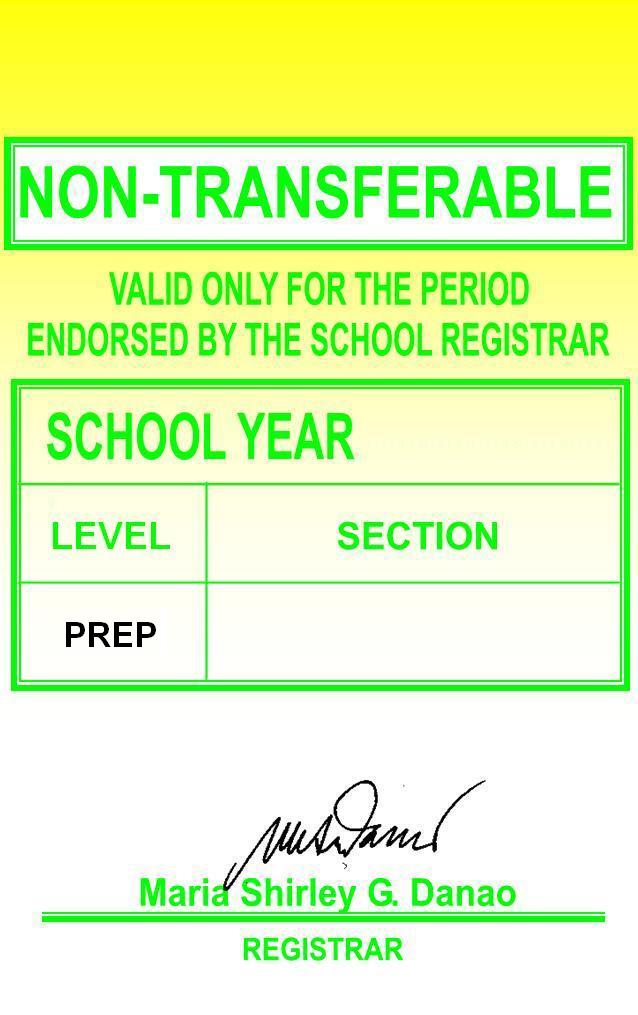 NON-TRANSFERABLE
VALID ONLY FOR THE PERIOD
ENDORSED BY THE SCHOOL REGISTRAR
SCHOOL YEAR
LEVEL SECTION
PREP
Maria Shirley G. Danao
REGISTRAR